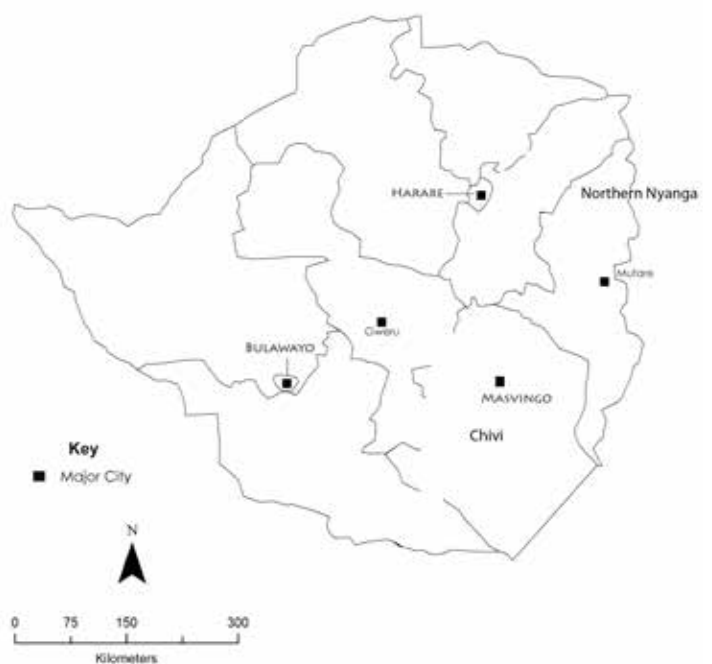 HARARE
Northern Nyanga
Mutare
Gweru
BULAWAYO
MASVINGO
Chivi
Key
Major City
N
0 75 150 300
Kilometers